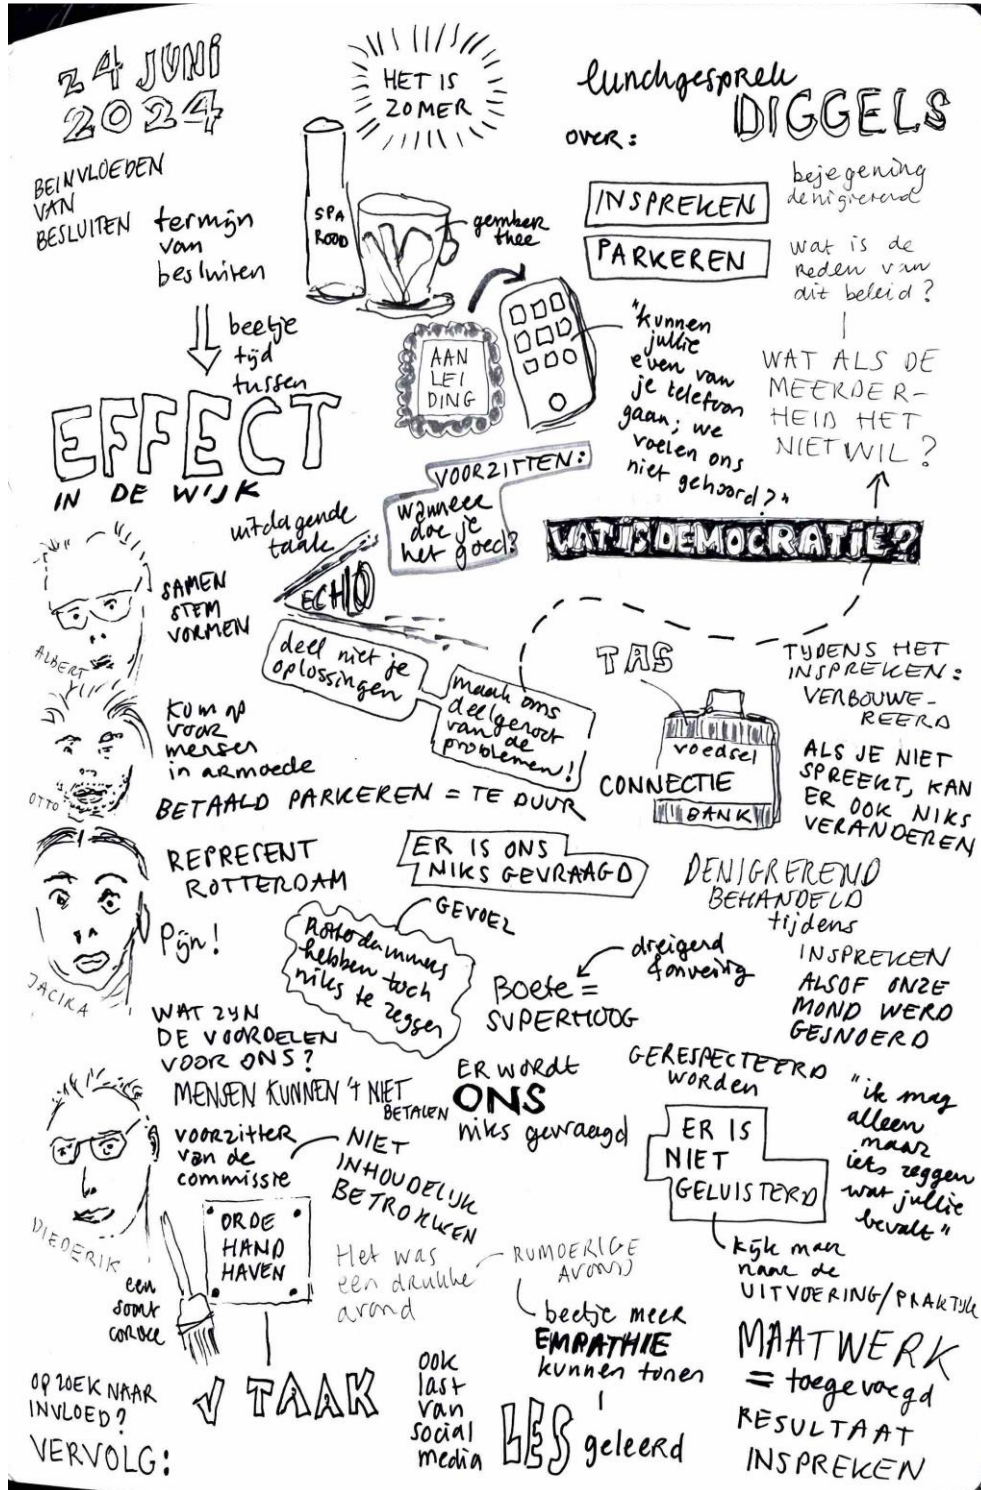 24 JUNI
2024
HET IS
ZOMER
lunchgesprek
DIGGELS
over:
INSPREKEN
PARKEREN
bejegening
denigrerend
wat is de
reden van
dit beleid?
WAT ALS DE
MEERDER-
HEID HET
NIET WIL?
BEINVLOEDEN
VAN
BESLUITEN
termijn
van
besluiten
beetje
tijd
tussen
EFFECT
IN DE WIJK
SPA
ROOD
gember
thee
AAN
LEI
DING
"kunnen
jullie
even van
je telefoon
gaan; we
voelen ons
niet gehoord?"
VOORZITTEN:
wanneer
doe je
het goed?
WAT IS DEMOCRATIE?
uitdagende
taak
ECHO
ALBERT
SAMEN
STEM
VORMEN
deel niet je
oplossingen
maak ons
deelgenoot
van de
problemen!
TAS
voedsel
BANK
CONNECTIE
TIJDENS HET
INSPREKEN:
VERBOUWE-
REERD
ALS JE NIET
SPREEKT, KAN
ER OOK NIKS
VERANDEREN
OTTO
Kom op
voor
mensen
in armoede
BETAALD PARKEREN = TE DUUR
JACIRA
REPRESENT
ROTTERDAM
Pijn!
ER IS ONS
NIKS GEVRAAGD
GEVOEL
Rotterdammers
hebben toch
niks te zeggen
dreigend
Boete =
SUPERHOOG
DENIGREREND
BEHANDELD
tijdens
INSPREKEN
ALSOF ONZE
MOND WERD
GESNOERD
WAT ZIJN
DE VOORDELEN
VOOR ONS?
MENSEN KUNNEN 't NIET
BETALEN
ER WORDT
ONS
niks gevraagd
GERESPECTEERD
worden
ER IS
NIET
GELUISTERD
"ik mag
alleen
maar
iets zeggen
wat jullie
bevalt"
kijk maar
naar de
UITVOERING/PRAKTIJK
DIEDERIK
voorzitter
van de
commissie
NIET
INHOUDELIJK
BETROKKEN
ORDE
HAND
HAVEN
een
soort
corvee
Het was
een drukke
avond
RUMOERIGE
AVOND
beetje meer
EMPATHIE
kunnen tonen
LES geleerd
MAATWERK
= toegevoegd
RESULTAAT
INSPREKEN
TAAK
ook
last
van
social
media
OP ZOEK NAAR
INVLOED?
VERVOLG: